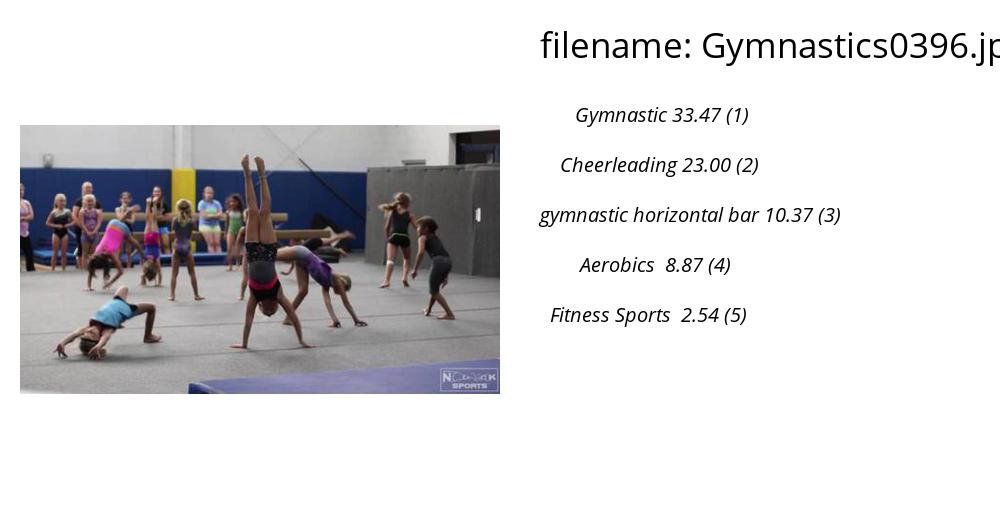 filename: Gymnastics0396.jp
Gymnastic 33.47 (1)
Cheerleading 23.00 (2)
gymnastic horizontal bar 10.37 (3)
Aerobics 8.87 (4)
Fitness Sports 2.54 (5)
SPORTS